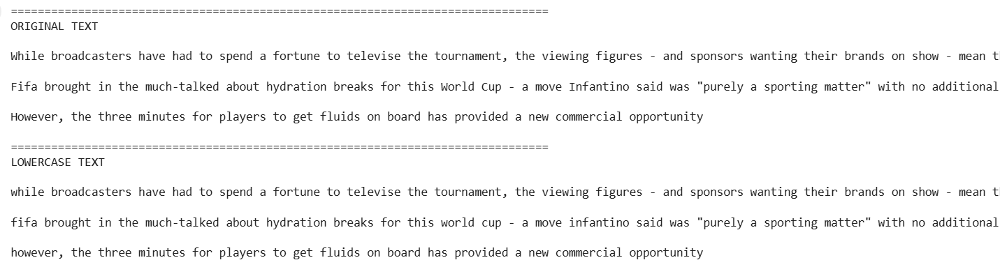 ================================================================================
ORIGINAL TEXT
While broadcasters have had to spend a fortune to televise the tournament, the viewing figures - and sponsors wanting their brands on show - mean
Fifa brought in the much-talked about hydration breaks for this World Cup - a move Infantino said was "purely a sporting matter" with no additional
However, the three minutes for players to get fluids on board has provided a new commercial opportunity
================================================================================
LOWERCASE TEXT
while broadcasters have had to spend a fortune to televise the tournament, the viewing figures - and sponsors wanting their brands on show - mean
fifa brought in the much-talked about hydration breaks for this world cup - a move infantino said was "purely a sporting matter" with no additional
however, the three minutes for players to get fluids on board has provided a new commercial opportunity